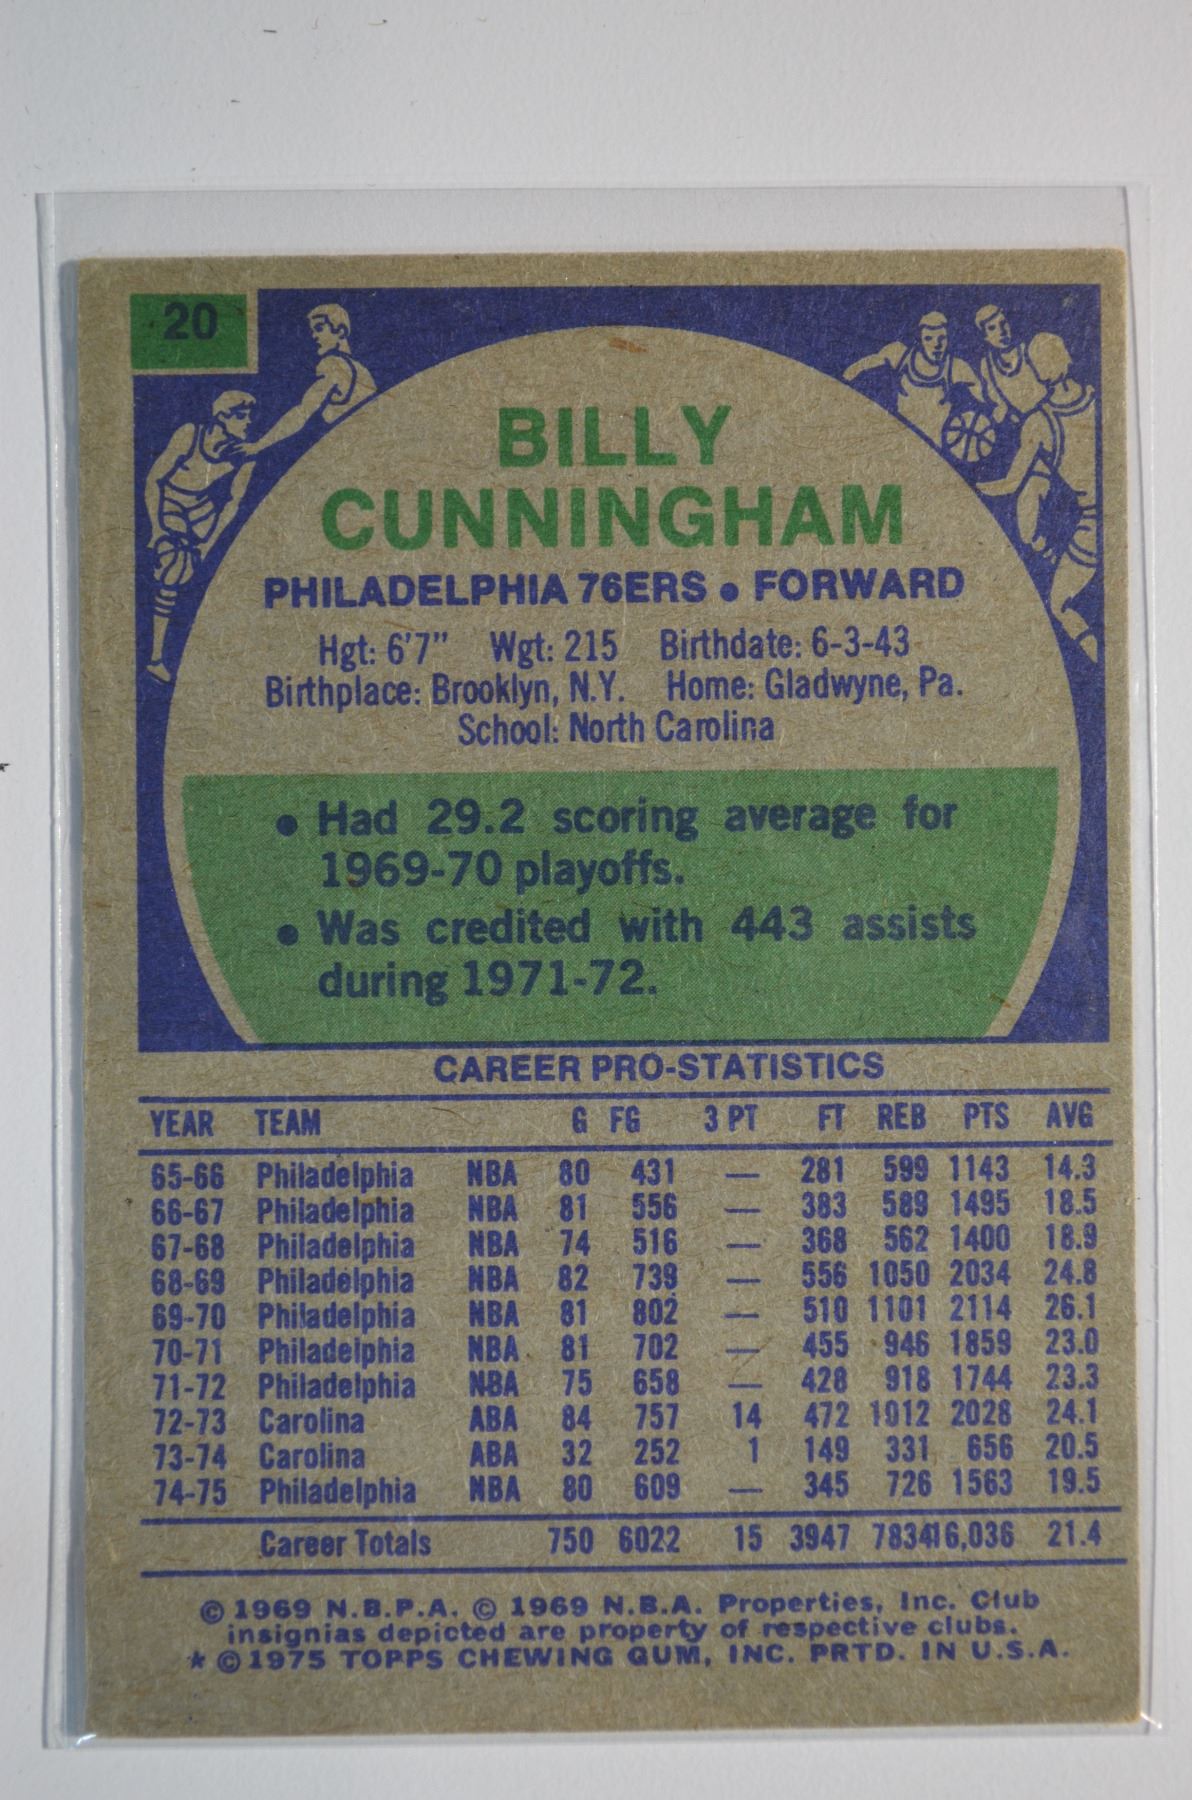 20
BILLY
CUNNINGHAM
PHILADELPHIA 76ERS • FORWARD
Hgt: 6'7" Wgt: 215 Birthdate: 6-3-43
Birthplace: Brooklyn, N.Y. Home: Gladwyne, Pa.
School: North Carolina
• Had 29.2 scoring average for
1969-70 playoffs.
• Was credited with 443 assists
during 1971-72.
CAREER PRO-STATISTICS
YEAR TEAM G FG 3 PT FT REB PTS AVG
65-66 Philadelphia NBA 80 431 — 281 599 1143 14.3
66-67 Philadelphia NBA 81 556 — 383 589 1495 18.5
67-68 Philadelphia NBA 74 516 — 368 562 1400 18.9
68-69 Philadelphia NBA 82 739 — 556 1050 2034 24.8
69-70 Philadelphia NBA 81 802 — 510 1101 2114 26.1
70-71 Philadelphia NBA 81 702 — 455 946 1859 23.0
71-72 Philadelphia NBA 75 658 — 428 918 1744 23.3
72-73 Carolina ABA 84 757 14 472 1012 2028 24.1
73-74 Carolina ABA 32 252 1 149 331 656 20.5
74-75 Philadelphia NBA 80 609 — 345 726 1563 19.5
Career Totals 750 6022 15 3947 7834 16,036 21.4
© 1969 N.B.P.A. © 1969 N.B.A. Properties, Inc. Club
insignias depicted are property of respective clubs.
* © 1975 TOPPS CHEWING GUM, INC. PRTD. IN U.S.A.